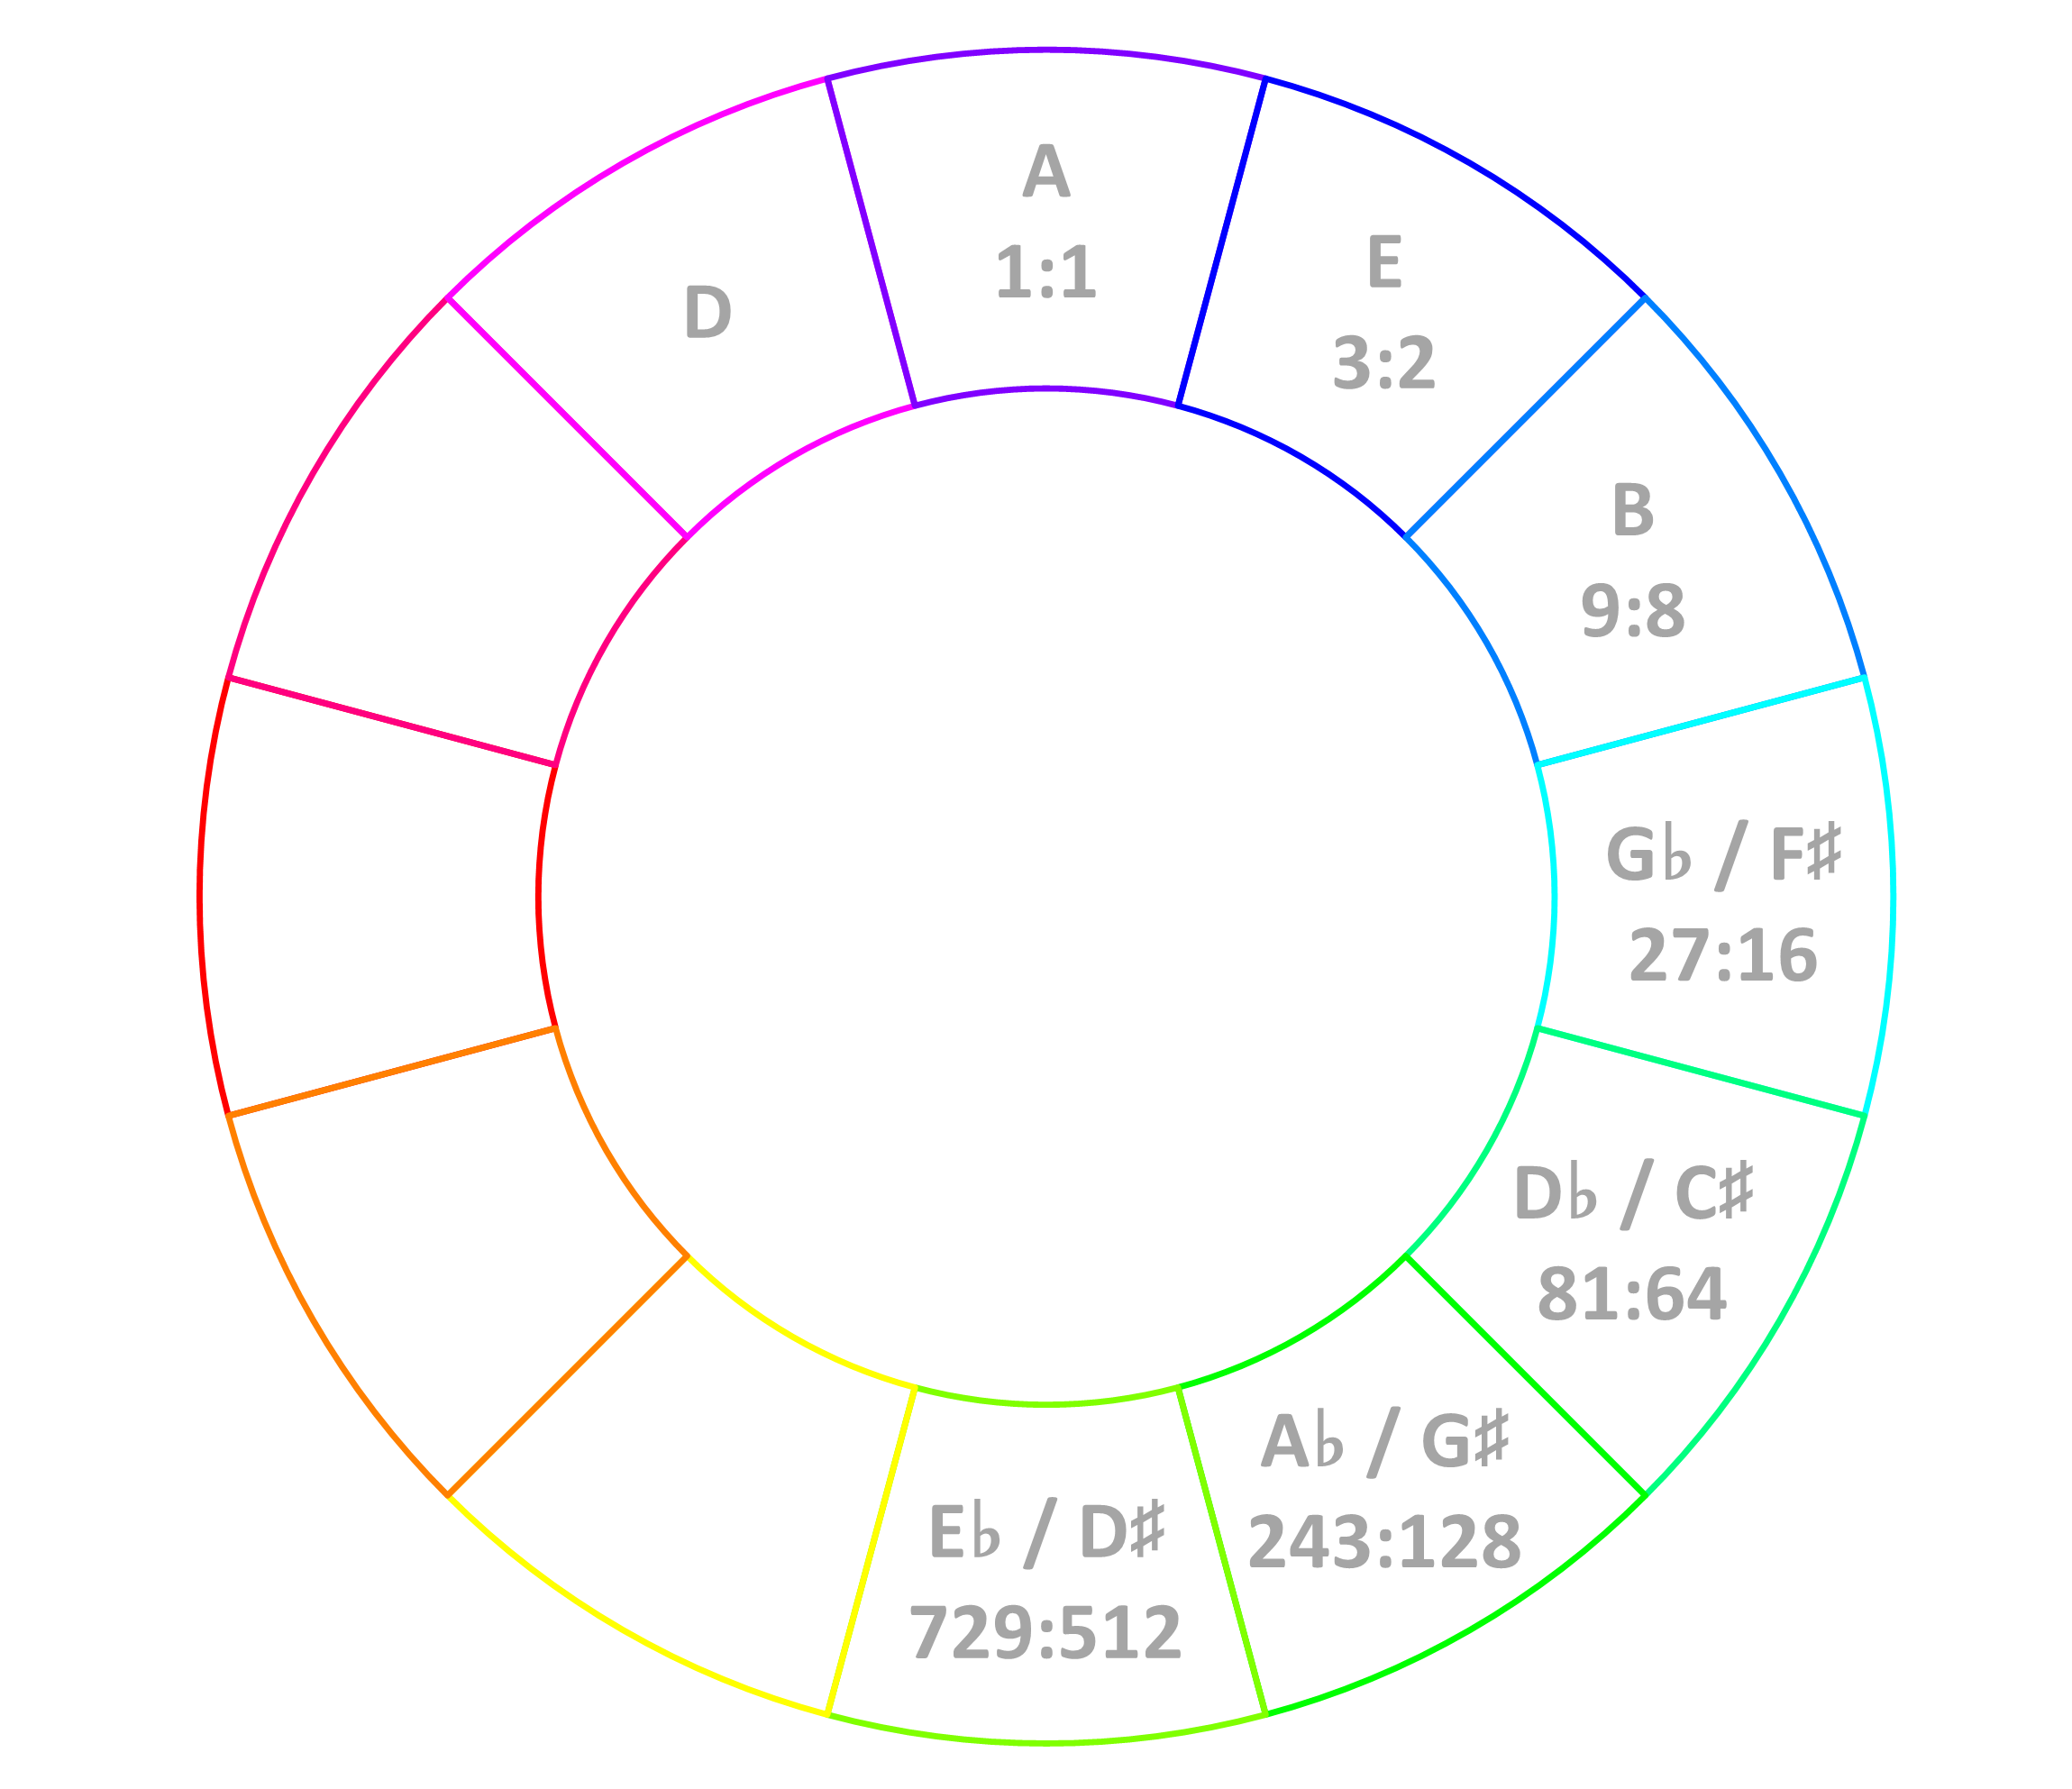 A
1:1
E
3:2
B
9:8
G♭ / F♯
27:16
D♭ / C♯
81:64
A♭ / G♯
243:128
E♭ / D♯
729:512
D